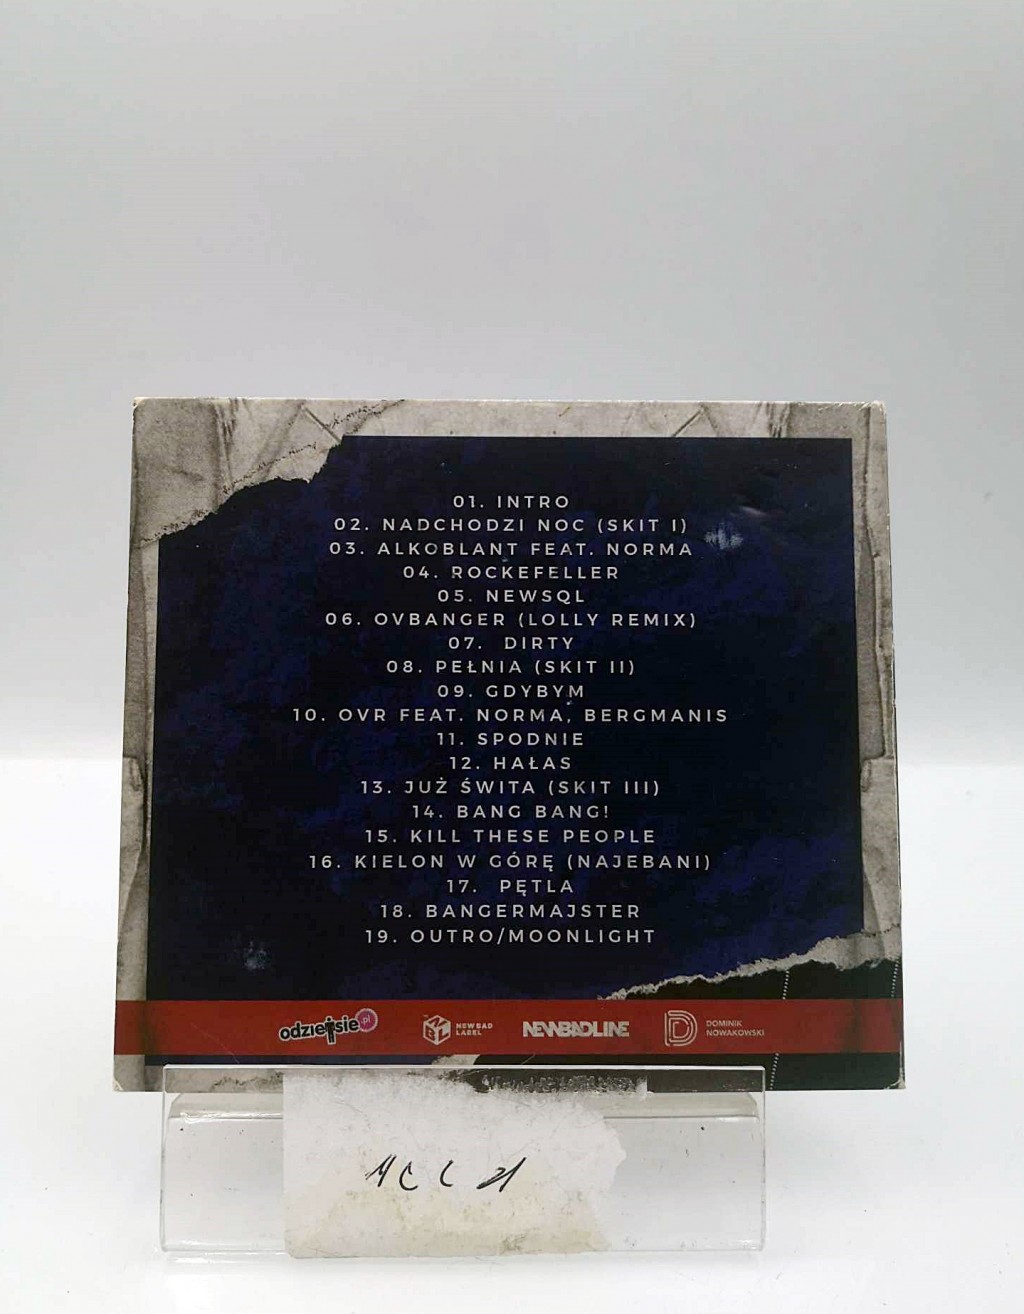 01. INTRO
02. NADCHODZI NOC (SKIT I)
03. ALKOBLANT FEAT. NORMA
04. ROCKEFELLER
05. NEWSQL
06. OVBANGER (LOLLY REMIX)
07. DIRTY
08. PEŁNIA (SKIT II)
09. GDYBYM
10. OVR FEAT. NORMA, BERGMANIS
11. SPODNIE
12. HAŁAS
13. JUŻ ŚWITA (SKIT III)
14. BANG BANG!
15. KILL THESE PEOPLE
16. KIELON W GÓRĘ (NAJEBANI)
17. PĘTLA
18. BANGERMAJSTER
19. OUTRO/MOONLIGHT
odziejsie.pl
NEW BAD
LABEL
NEWBADLINE
DOMINIK
NOWAKOWSKI